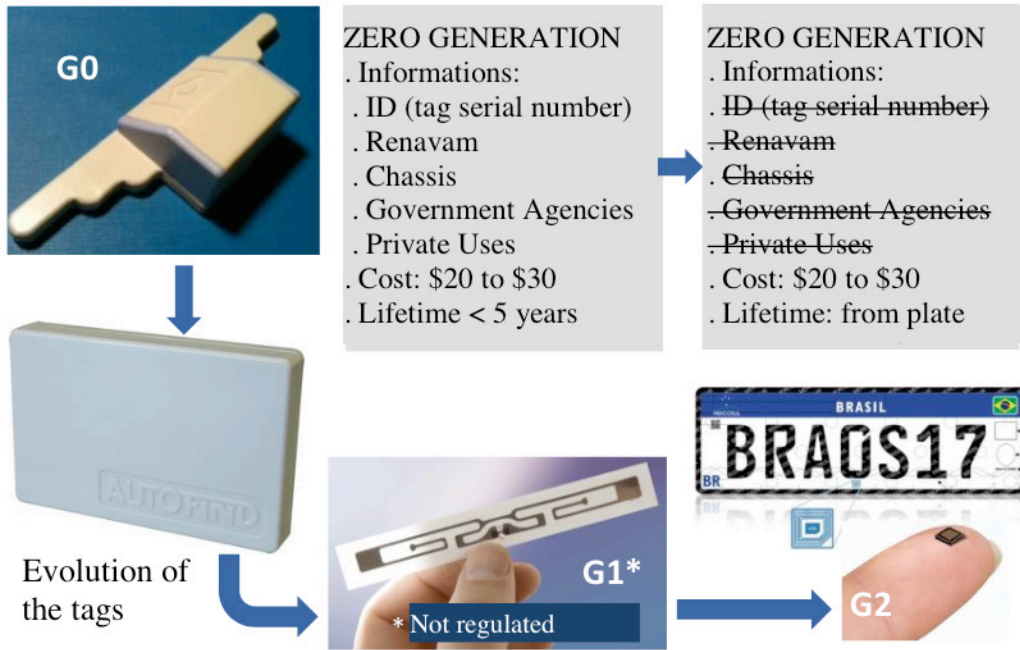 G0
ZERO GENERATION
. Informations:
. ID (tag serial number)
. Renavam
. Chassis
. Government Agencies
. Private Uses
. Cost: $20 to $30
. Lifetime < 5 years
ZERO GENERATION
. Informations:
. ID (tag serial number)
. Renavam
. Chassis
. Government Agencies
. Private Uses
. Cost: $20 to $30
. Lifetime: from plate
AUTOFIND
Evolution of
the tags
G1*
* Not regulated
MERCOSUL
BRASIL
BRAOS17
BR
G2